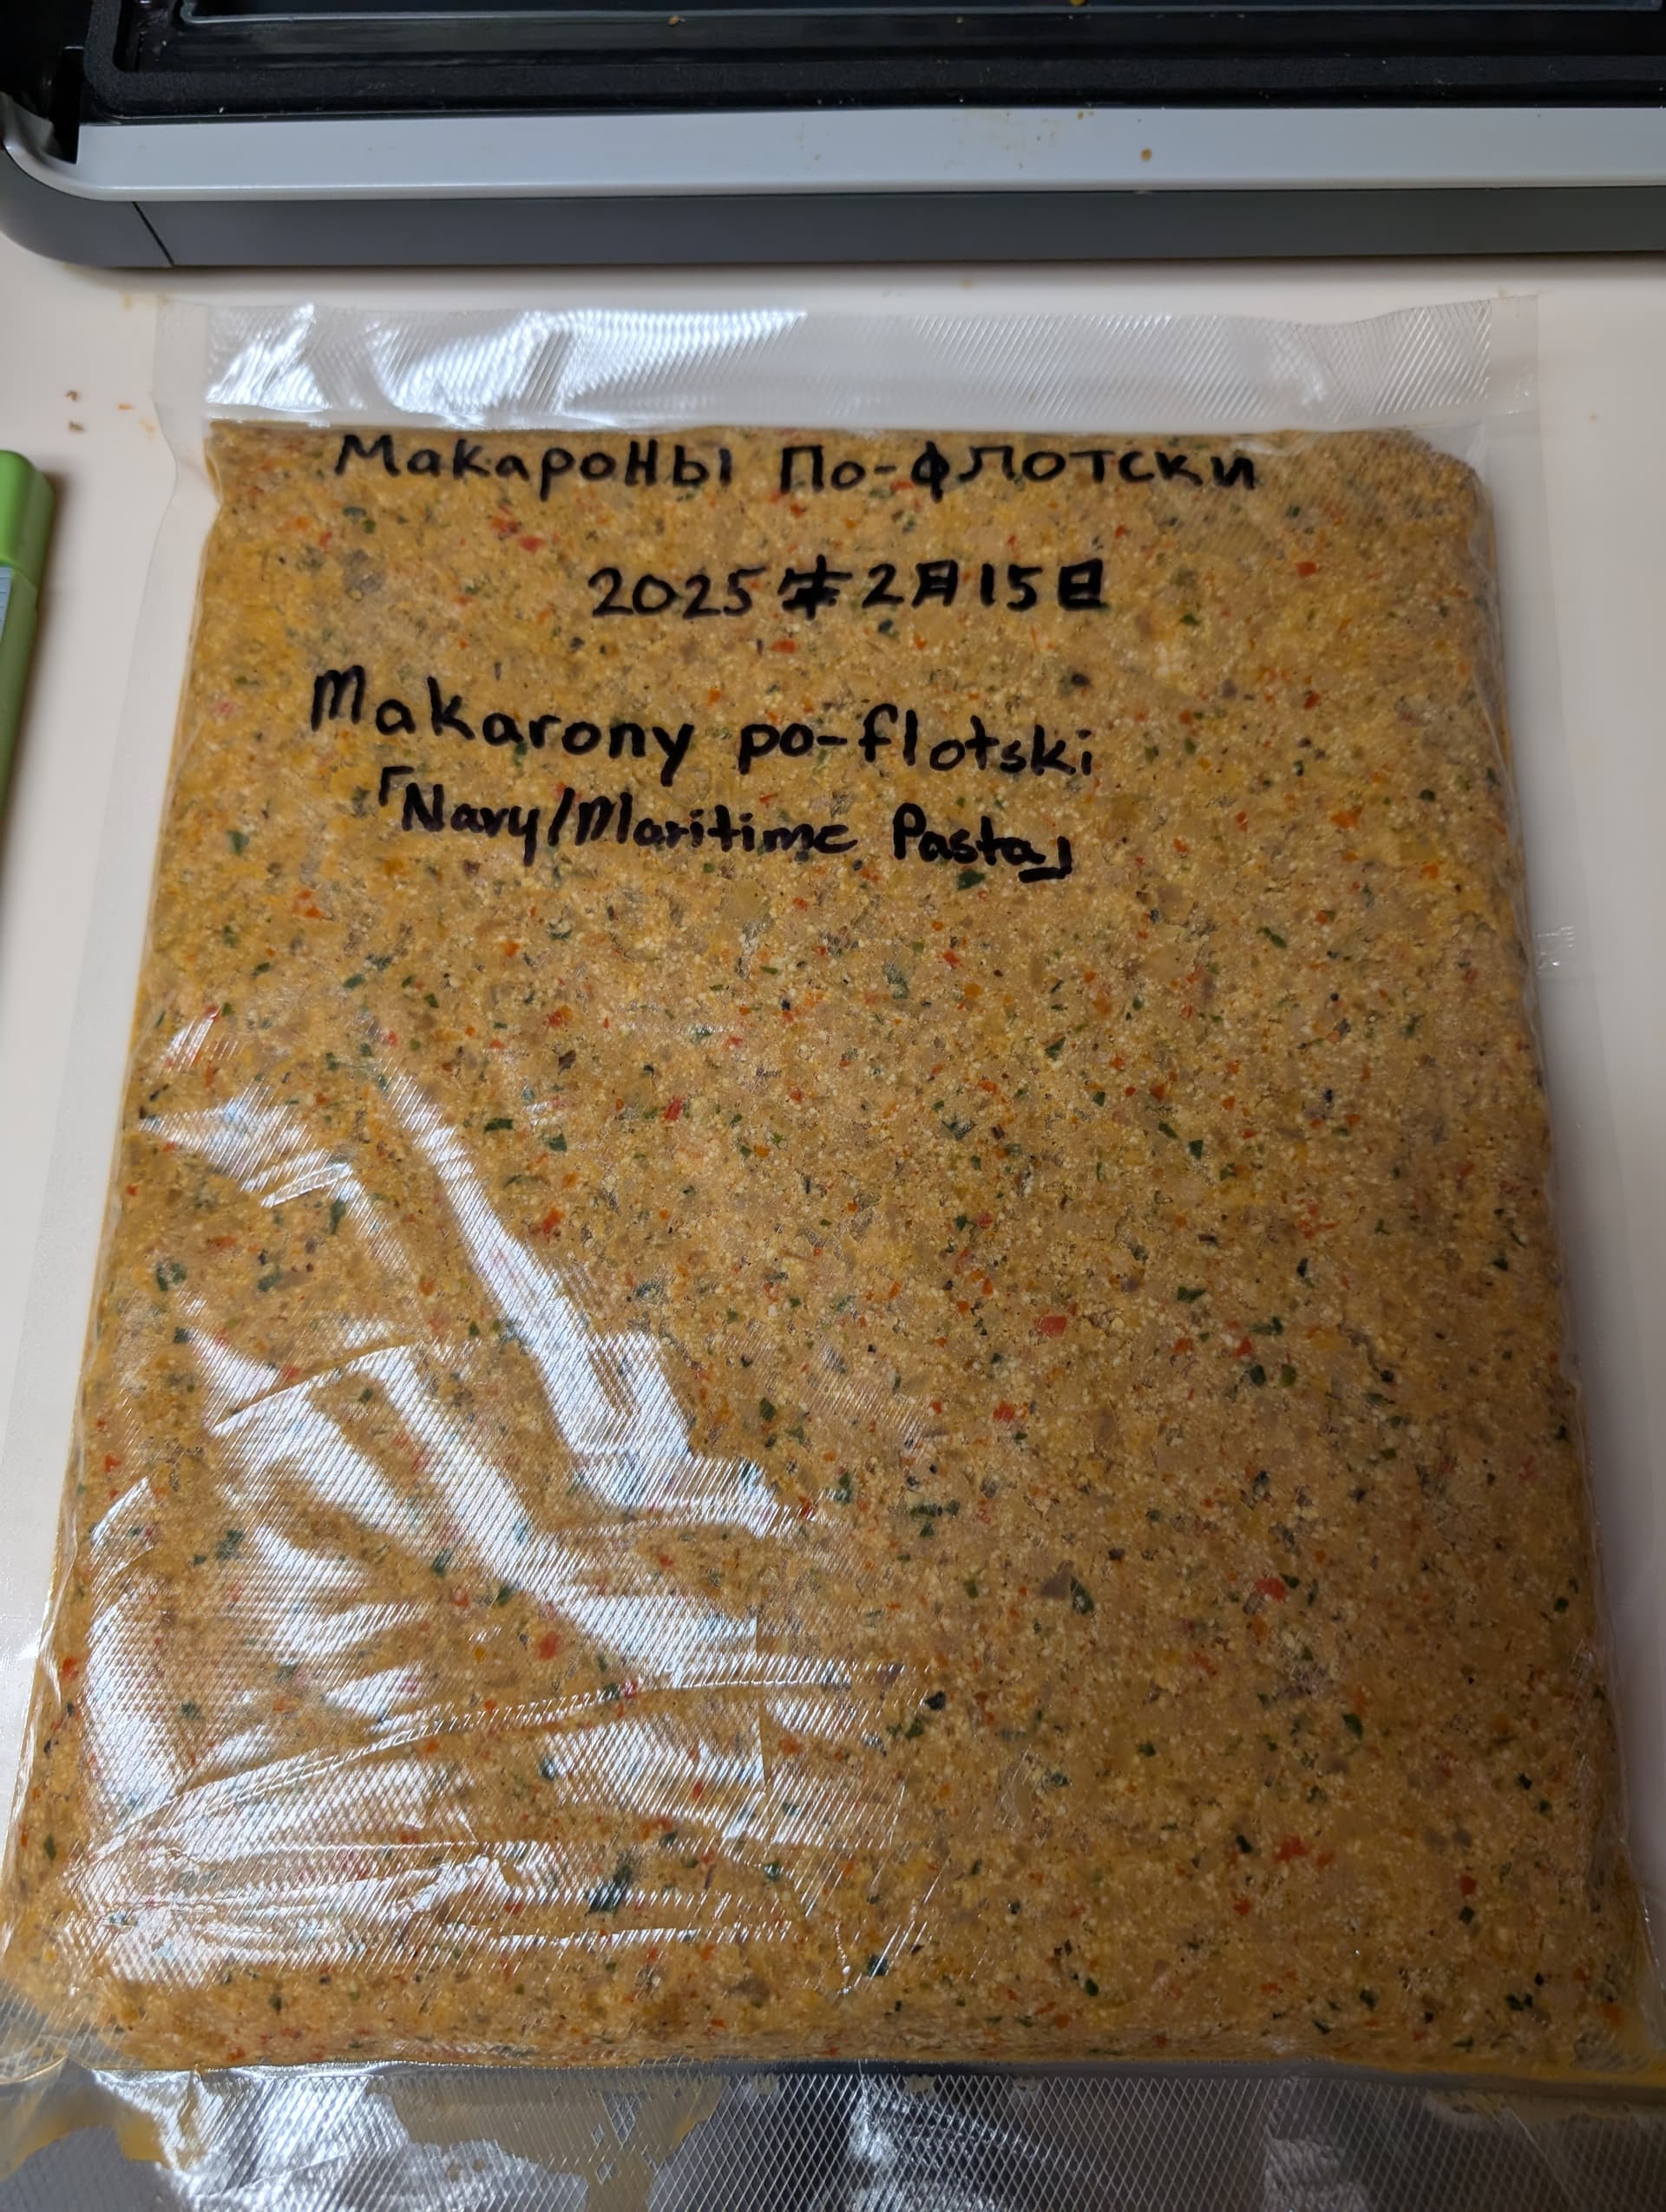 Макароны По-флотски
2025年2月15日
Makarony po-flotski
「Navy/Maritime Pasta」